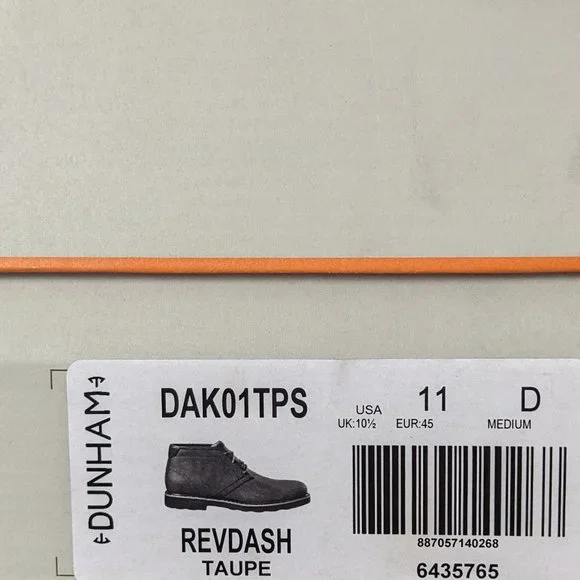 DUNHAM
DAK01TPS
REVDASH
TAUPE
USA 11 D
UK:10½ EUR:45 MEDIUM
887057140268
6435765